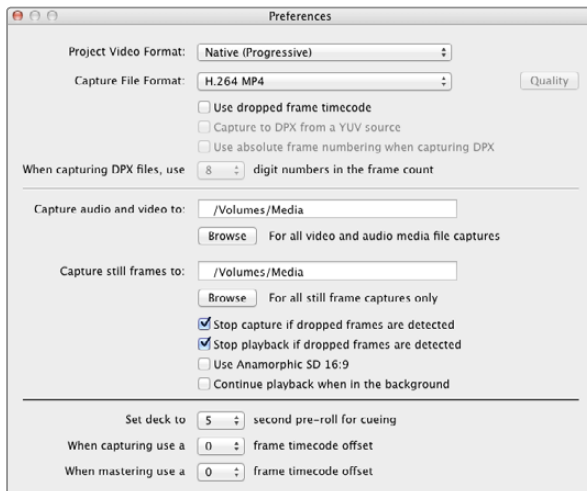 Preferences
Project Video Format: Native (Progressive)
Capture File Format: H.264 MP4 Quality
Use dropped frame timecode
Capture to DPX from a YUV source
Use absolute frame numbering when capturing DPX
When capturing DPX files, use 8 digit numbers in the frame count
Capture audio and video to: /Volumes/Media
Browse For all video and audio media file captures
Capture still frames to: /Volumes/Media
Browse For all still frame captures only
Stop capture if dropped frames are detected
Stop playback if dropped frames are detected
Use Anamorphic SD 16:9
Continue playback when in the background
Set deck to 5 second pre-roll for cueing
When capturing use a 0 frame timecode offset
When mastering use a 0 frame timecode offset